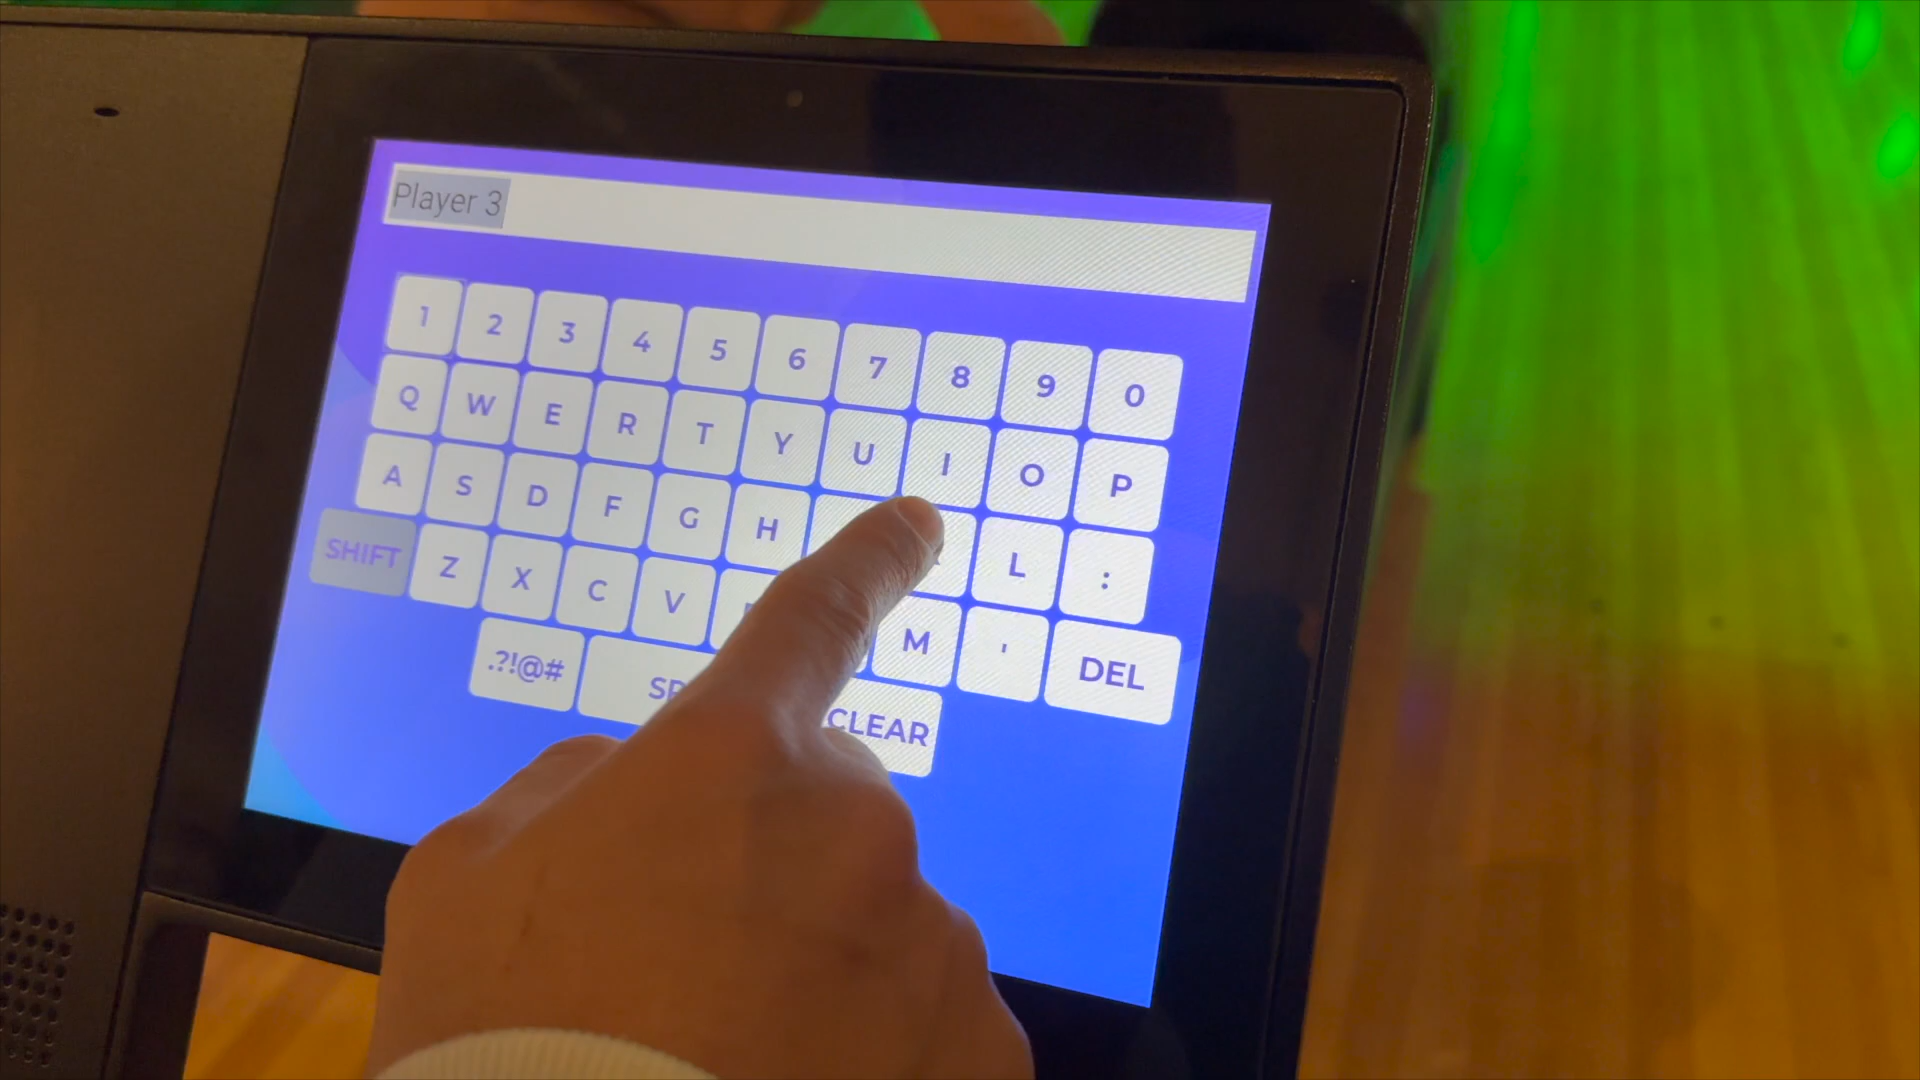 Player 3
1 2 3 4 5 6 7 8 9 0
Q W E R T Y U I O P
A S D F G H L :
SHIFT Z X C V M ' DEL
.?!@# CLEAR